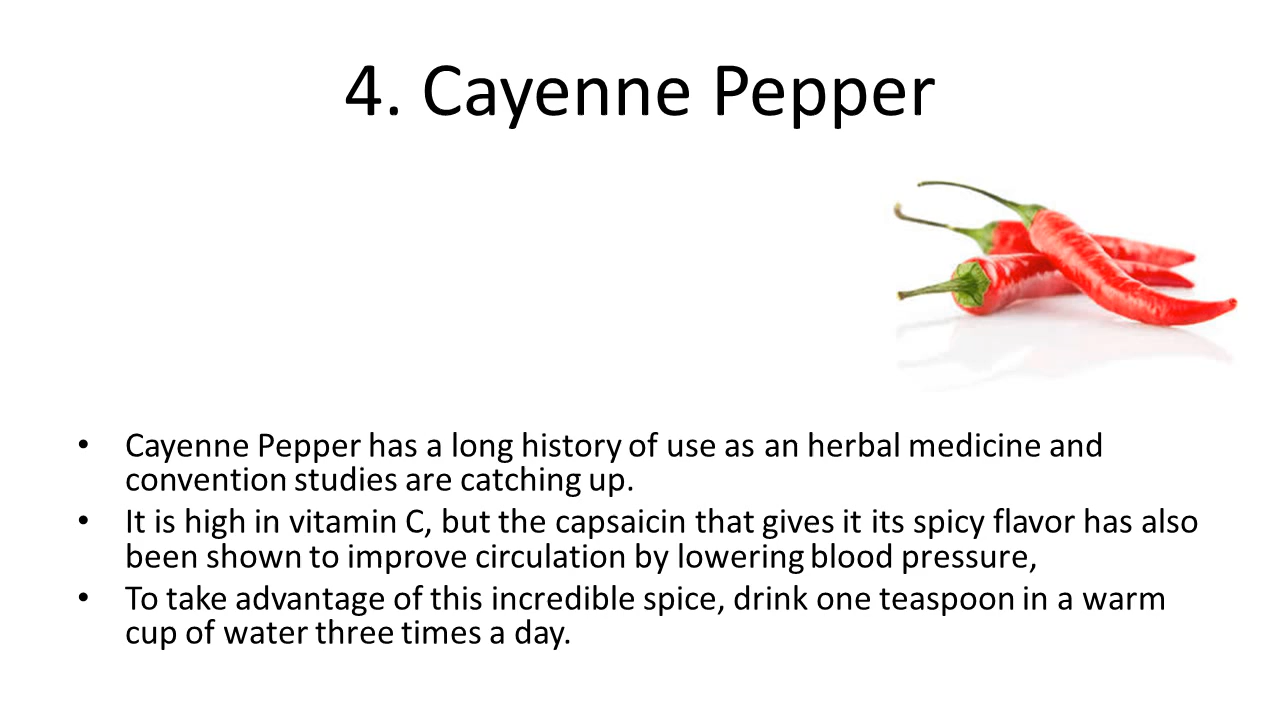 4. Cayenne Pepper
• Cayenne Pepper has a long history of use as an herbal medicine and
convention studies are catching up.
• It is high in vitamin C, but the capsaicin that gives it its spicy flavor has also
been shown to improve circulation by lowering blood pressure,
• To take advantage of this incredible spice, drink one teaspoon in a warm
cup of water three times a day.